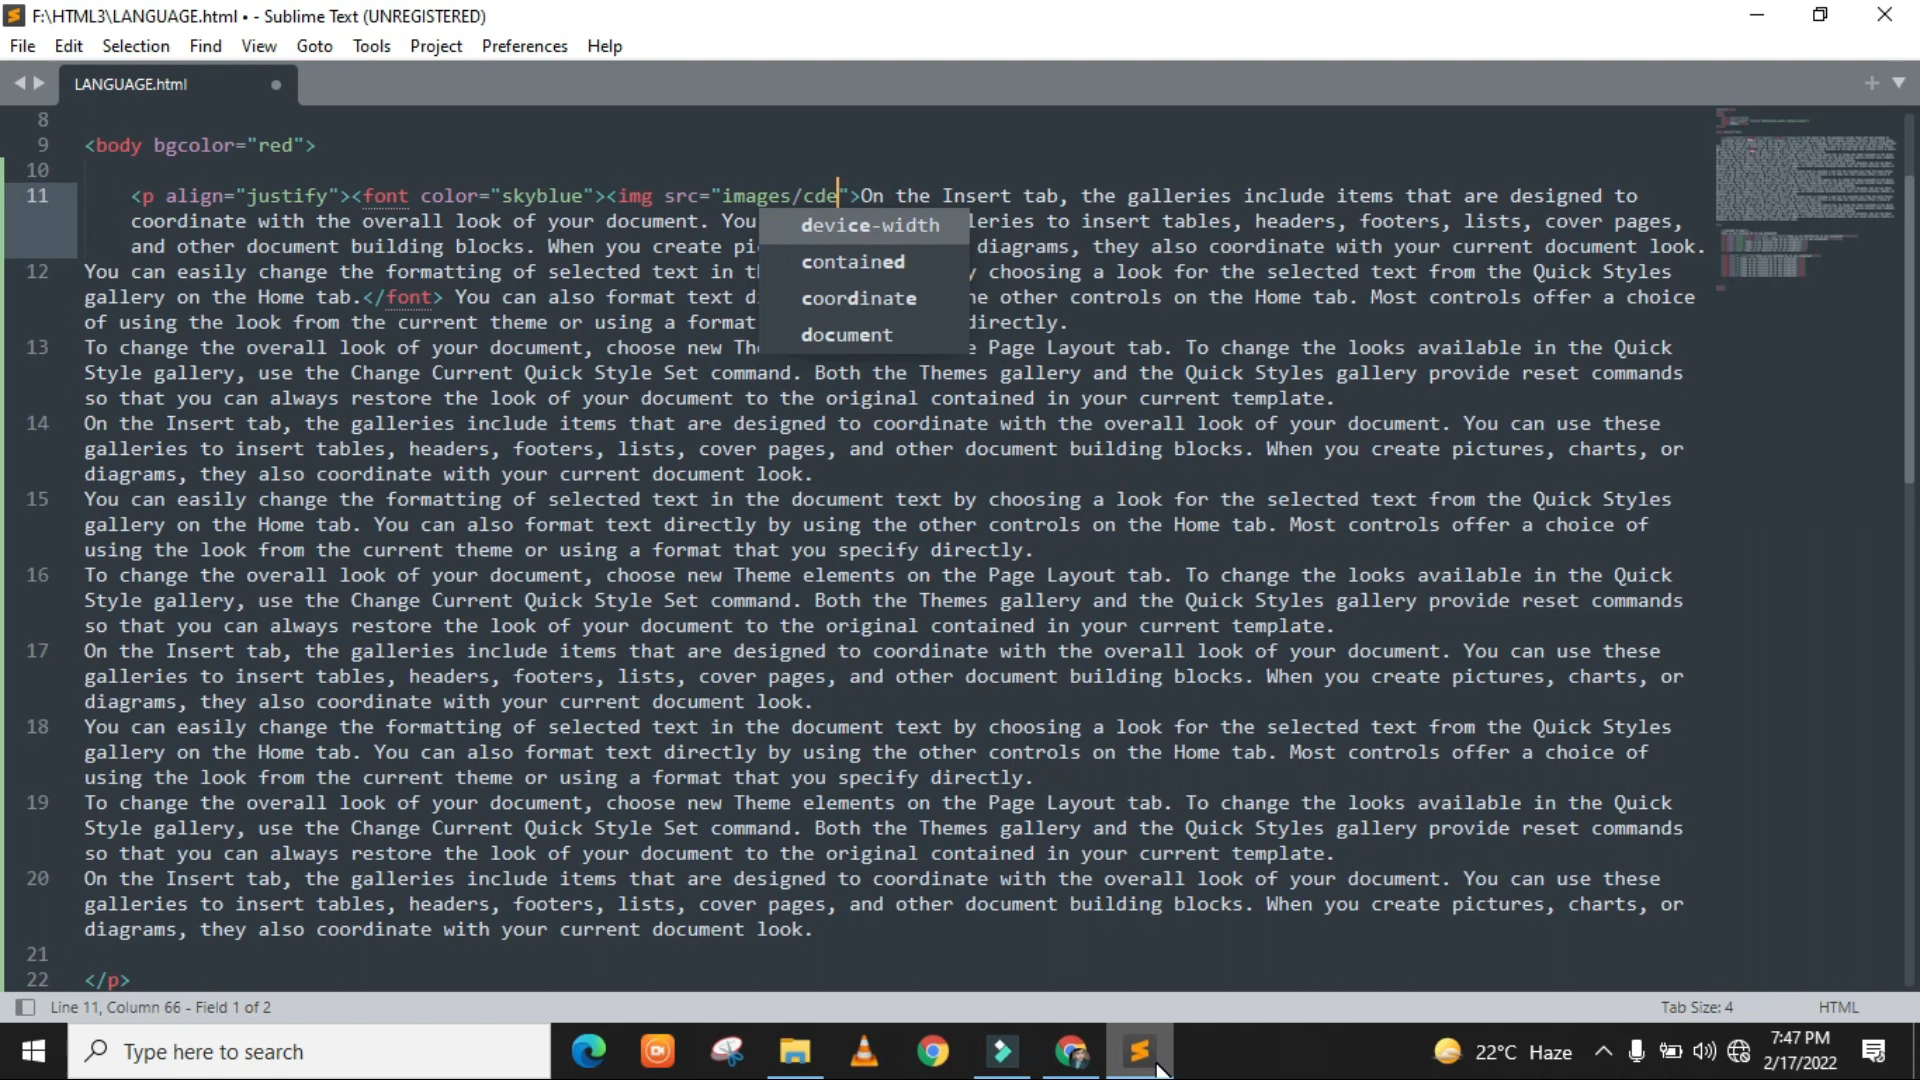 F:\HTML3\LANGUAGE.html • - Sublime Text (UNREGISTERED)
File Edit Selection Find View Goto Tools Project Preferences Help
LANGUAGE.html
8
9 <body bgcolor="red">
10
11 <p align="justify"><font color="skyblue"><img src="images/cde">On the Insert tab, the galleries include items that are designed to
coordinate with the overall look of your document. You leries to insert tables, headers, footers, lists, cover pages,
device-width
and other document building blocks. When you create pi diagrams, they also coordinate with your current document look.
contained
12 You can easily change the formatting of selected text in th y choosing a look for the selected text from the Quick Styles
coordinate
gallery on the Home tab.</font> You can also format text d e other controls on the Home tab. Most controls offer a choice
of using the look from the current theme or using a format directly.
document
13 To change the overall look of your document, choose new Th e Page Layout tab. To change the looks available in the Quick
Style gallery, use the Change Current Quick Style Set command. Both the Themes gallery and the Quick Styles gallery provide reset commands
so that you can always restore the look of your document to the original contained in your current template.
14 On the Insert tab, the galleries include items that are designed to coordinate with the overall look of your document. You can use these
galleries to insert tables, headers, footers, lists, cover pages, and other document building blocks. When you create pictures, charts, or
diagrams, they also coordinate with your current document look.
15 You can easily change the formatting of selected text in the document text by choosing a look for the selected text from the Quick Styles
gallery on the Home tab. You can also format text directly by using the other controls on the Home tab. Most controls offer a choice of
using the look from the current theme or using a format that you specify directly.
16 To change the overall look of your document, choose new Theme elements on the Page Layout tab. To change the looks available in the Quick
Style gallery, use the Change Current Quick Style Set command. Both the Themes gallery and the Quick Styles gallery provide reset commands
so that you can always restore the look of your document to the original contained in your current template.
17 On the Insert tab, the galleries include items that are designed to coordinate with the overall look of your document. You can use these
galleries to insert tables, headers, footers, lists, cover pages, and other document building blocks. When you create pictures, charts, or
diagrams, they also coordinate with your current document look.
18 You can easily change the formatting of selected text in the document text by choosing a look for the selected text from the Quick Styles
gallery on the Home tab. You can also format text directly by using the other controls on the Home tab. Most controls offer a choice of
using the look from the current theme or using a format that you specify directly.
19 To change the overall look of your document, choose new Theme elements on the Page Layout tab. To change the looks available in the Quick
Style gallery, use the Change Current Quick Style Set command. Both the Themes gallery and the Quick Styles gallery provide reset commands
so that you can always restore the look of your document to the original contained in your current template.
20 On the Insert tab, the galleries include items that are designed to coordinate with the overall look of your document. You can use these
galleries to insert tables, headers, footers, lists, cover pages, and other document building blocks. When you create pictures, charts, or
diagrams, they also coordinate with your current document look.
21
22 </p>
Line 11, Column 66 - Field 1 of 2 Tab Size: 4 HTML
Type here to search 22°C Haze 7:47 PM
2/17/2022